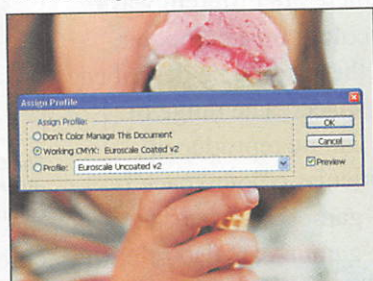 Assign Profile
Assign Profile:
OK
Don't Color Manage This Document
Cancel
Working CMYK: Euroscale Coated v2
Profile: Euroscale Uncoated v2
Preview